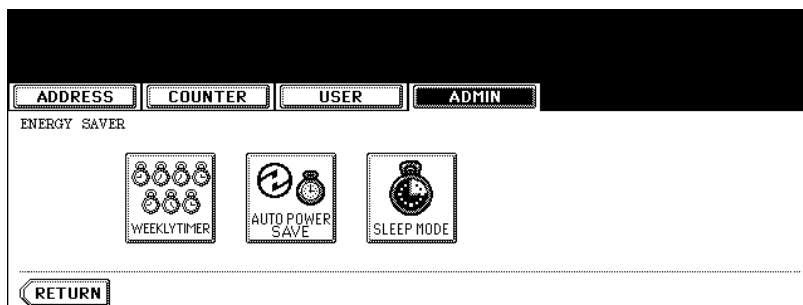 ADDRESS COUNTER USER ADMIN
ENERGY SAVER
WEEKLYTIMER
AUTO POWER
SAVE
SLEEP MODE
RETURN